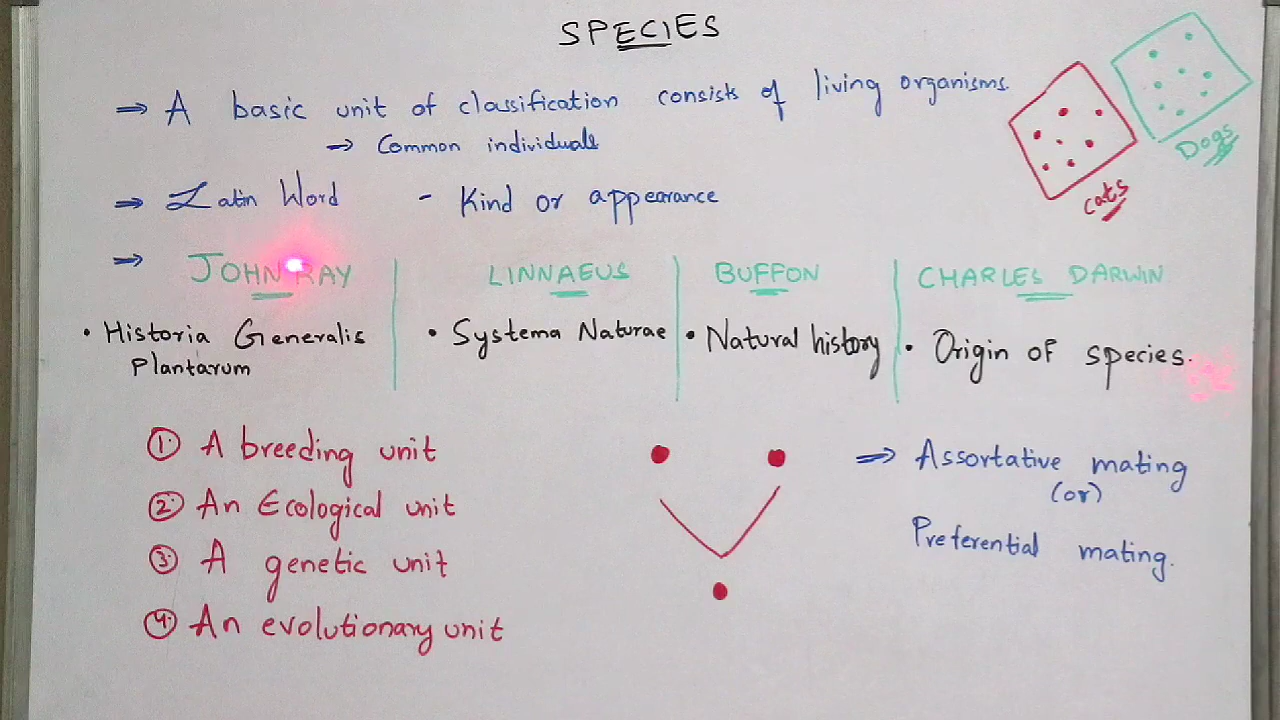 SPECIES
⇒ A basic unit of classification consists of living organisms.
⇒ Common individuals
Cats
Dogs
⇒ Latin Word - Kind or appearance
⇒ JOHN RAY
• Historia Generalis
Plantarum
LINNAEUS
• Systema Naturae
BUFFON
• Natural history
CHARLES DARWIN
• Origin of species.
① A breeding unit
② An Ecological unit
③ A genetic unit
④ An evolutionary unit
⇒ Assortative mating
(or)
Preferential mating.